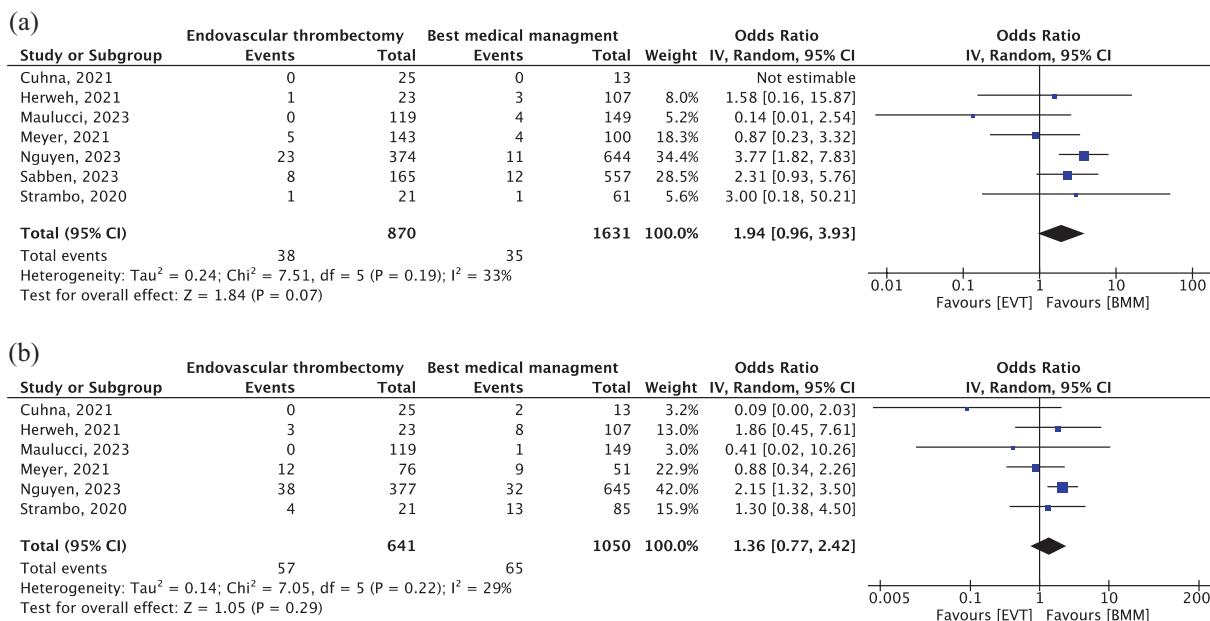 (a)
Endovascular thrombectomy Best medical managment Odds Ratio Odds Ratio
Study or Subgroup Events Total Events Total Weight IV, Random, 95% CI IV, Random, 95% CI
Cuhna, 2021 0 25 0 13 Not estimable
Herweh, 2021 1 23 3 107 8.0% 1.58 [0.16, 15.87]
Maulucci, 2023 0 119 4 149 5.2% 0.14 [0.01, 2.54]
Meyer, 2021 5 143 4 100 18.3% 0.87 [0.23, 3.32]
Nguyen, 2023 23 374 11 644 34.4% 3.77 [1.82, 7.83]
Sabben, 2023 8 165 12 557 28.5% 2.31 [0.93, 5.76]
Strambo, 2020 1 21 1 61 5.6% 3.00 [0.18, 50.21]
Total (95% CI) 870 1631 100.0% 1.94 [0.96, 3.93]
Total events 38 35
Heterogeneity: Tau² = 0.24; Chi² = 7.51, df = 5 (P = 0.19); I² = 33%
Test for overall effect: Z = 1.84 (P = 0.07)
0.01 0.1 1 10 100
Favours [EVT] Favours [BMM]
(b)
Endovascular thrombectomy Best medical managment Odds Ratio Odds Ratio
Study or Subgroup Events Total Events Total Weight IV, Random, 95% CI IV, Random, 95% CI
Cuhna, 2021 0 25 2 13 3.2% 0.09 [0.00, 2.03]
Herweh, 2021 3 23 8 107 13.0% 1.86 [0.45, 7.61]
Maulucci, 2023 0 119 1 149 3.0% 0.41 [0.02, 10.26]
Meyer, 2021 12 76 9 51 22.9% 0.88 [0.34, 2.26]
Nguyen, 2023 38 377 32 645 42.0% 2.15 [1.32, 3.50]
Strambo, 2020 4 21 13 85 15.9% 1.30 [0.38, 4.50]
Total (95% CI) 641 1050 100.0% 1.36 [0.77, 2.42]
Total events 57 65
Heterogeneity: Tau² = 0.14; Chi² = 7.05, df = 5 (P = 0.22); I² = 29%
Test for overall effect: Z = 1.05 (P = 0.29)
0.005 0.1 1 10 200
Favours [EVT] Favours [BMM]